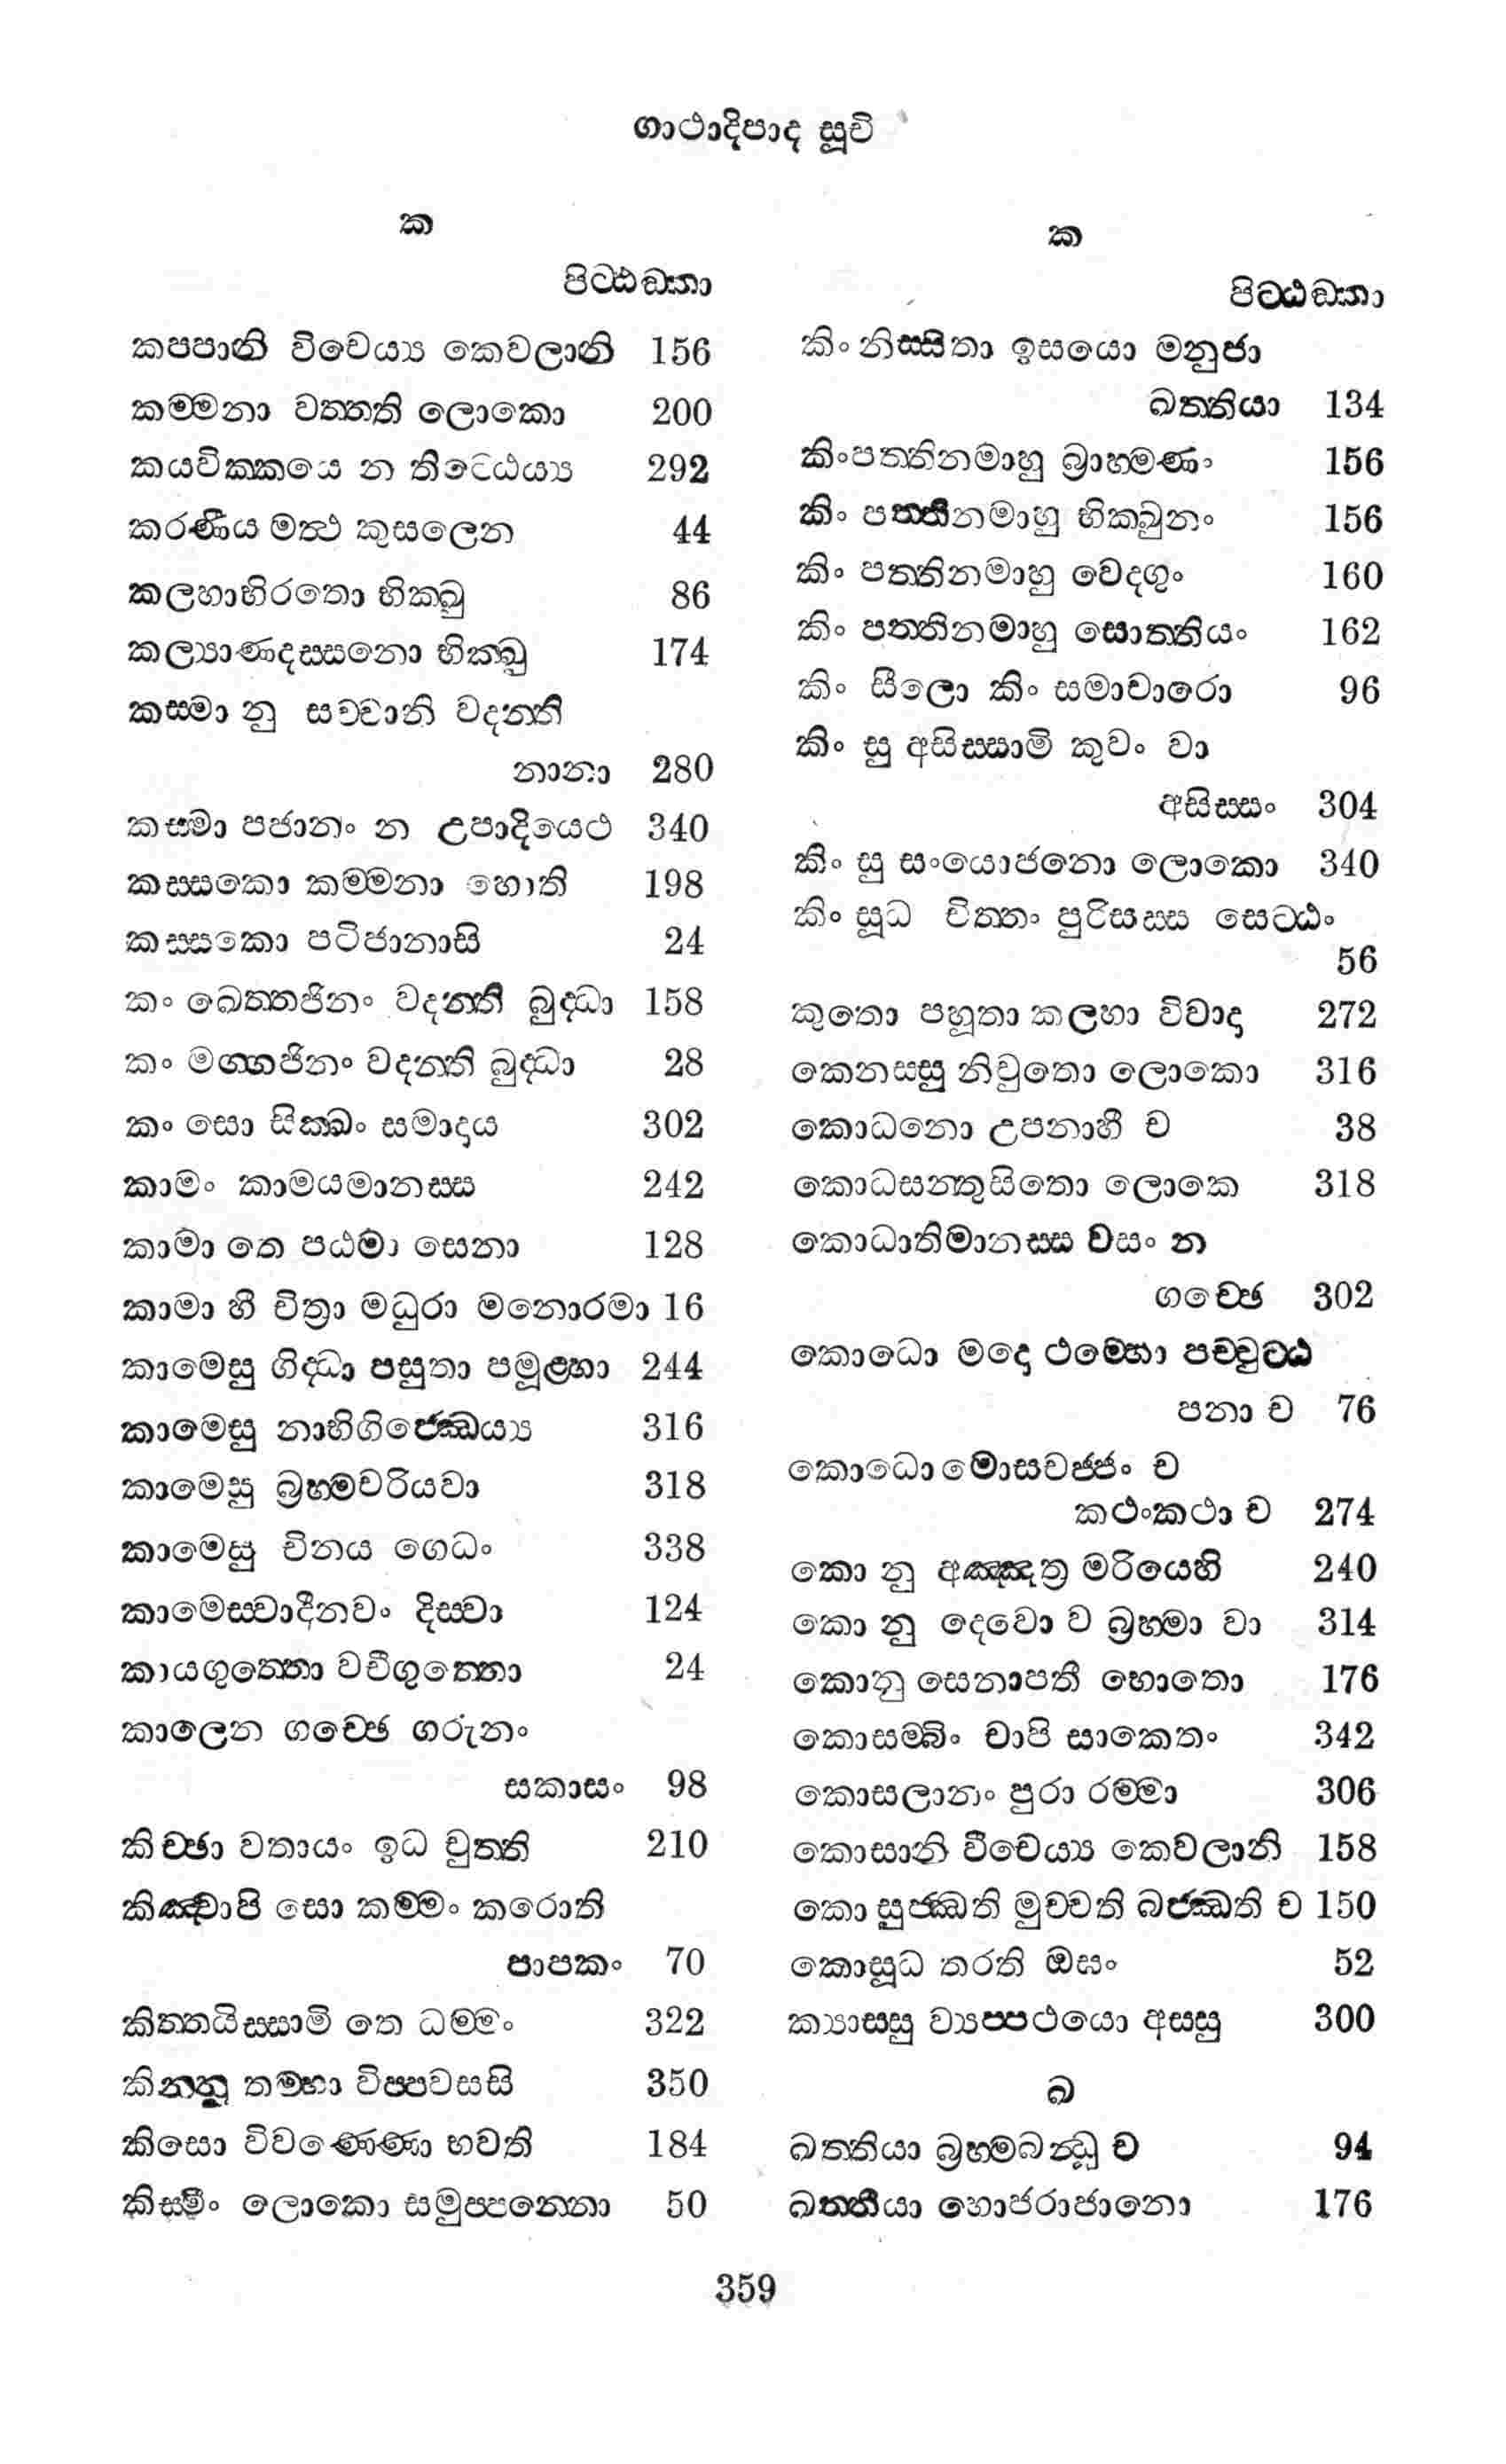 ගාථාදිපාද සූචි
ක
පිට්ඨඞ්කා
කප්පානි විචෙය්‍ය කෙවලානි 156
කම්මනා වත්තති ලොකො 200
කයවික්කයෙ න තිට්ඨෙය්‍ය 292
කරණීය මත්ථ කුසලෙන 44
කලහාභිරතො භික්ඛු 86
කල්‍යාණදස්සනො භික්ඛු 174
කස්මා නු සච්චානි වදන්ති
නානා 280
කස්මා පජානං න උපාදියෙථ 340
කස්සකො කම්මනා හොති 198
කස්සකො පටිජානාසි 24
කං ඛෙත්තජිනං වදන්ති බුද්ධා 158
කං මග්ගජිනං වදන්ති බුද්ධා 28
කං සො සික්ඛං සමාදාය 302
කාමං කාමයමානස්ස 242
කාමා තෙ පඨමා සෙනා 128
කාමා හි චිත්‍රා මධුරා මනොරමා 16
කාමෙසු ගිද්ධා පසුතා පමූළ්හා 244
කාමෙසු නාභිගිජ්ඣෙය්‍ය 316
කාමෙසු බ්‍රහ්මචරියවා 318
කාමෙසු විනය ගෙධං 338
කාමෙස්වාදීනවං දිස්වා 124
කායගුත්තො වචීගුත්තො 24
කාලෙන ගච්ඡෙ ගරූනං
සකාසං 98
කිච්ඡා වතායං ඉධ වුත්ති 210
කිඤ්චාපි සො කම්මං කරොති
පාපකං 70
කිත්තයිස්සාමි තෙ ධම්මං 322
කින්නු තම්හා විප්පවසසි 350
කිසො විවණ්ණො භවති 184
කිස්මිං ලොකො සමුප්පන්නො 50
ක
පිට්ඨඞ්කා
කිං නිස්සිතා ඉසයො මනුජා
ඛත්තියා 134
කිංපත්තිනමාහු බ්‍රාහ්මණං 156
කිං පත්තිනමාහු භික්ඛුනං 156
කිං පත්තිනමාහු වෙදගුං 160
කිං පත්තිනමාහු සොත්තියං 162
කිං සීලො කිං සමාචාරො 96
කිං සු අසිස්සාමි කුවං වා
අසිස්සං 304
කිං සු සංයොජනො ලොකො 340
කිං සූධ විත්තං පුරිසස්ස සෙට්ඨං
56
කුතො පහූතා කලහා විවාදා 272
කෙනස්සු නිවුතො ලොකො 316
කොධනො උපනාහී ච 38
කොධසන්තුසිතො ලොකෙ 318
කොධාතිමානස්ස වසං න
ගච්ඡෙ 302
කොධො මදො ථම්භො පච්චුට්ඨ
පනා ච 76
කොධො මොසවජ්ජං ච
කථංකථා ච 274
කො නු අඤ්ඤත්‍ර මරියෙහි 240
කො නු දෙවො ව බ්‍රහ්මා වා 314
කොනු සෙනාපතී භොතො 176
කොසම්බිං චාපි සාකෙතං 342
කොසලානං පුරා රම්මා 306
කොසානි විචෙය්‍ය කෙවලානි 158
කො සුජ්ඣති මුච්චති බජ්ඣති ච 150
කොසූධ තරති ඔඝං 52
ක්‍යාස්සු ව්‍යප්පථයො අස්සු 300
ඛ
ඛත්තියා බ්‍රහ්මබන්ධු ච 94
ඛත්තීයා භොජරාජානො 176
359